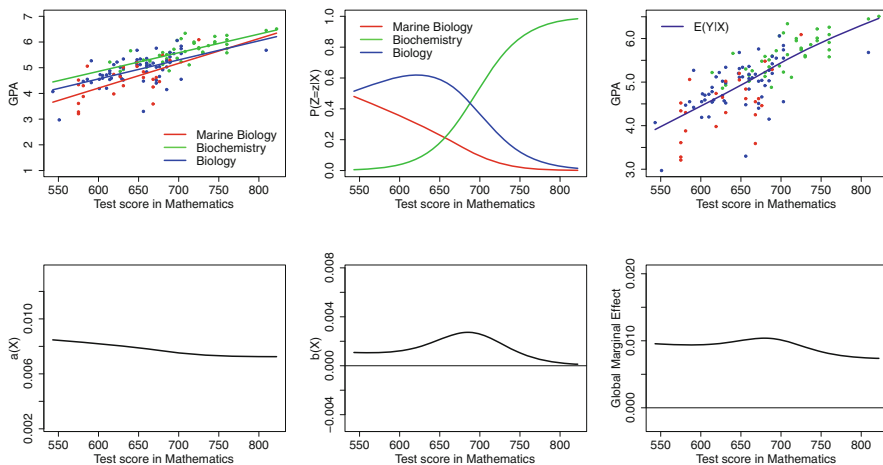 GPA
7
6
5
4
3
2
1
Marine Biology
Biochemistry
Biology
550 600 650 700 750 800
Test score in Mathematics
P(Z=z|X)
1.0
0.8
0.6
0.4
0.2
0.0
Marine Biology
Biochemistry
Biology
550 600 650 700 750 800
Test score in Mathematics
GPA
6.0
5.0
4.0
3.0
E(Y|X)
550 600 650 700 750 800
Test score in Mathematics
a(X)
0.010
0.006
0.002
550 600 650 700 750 800
Test score in Mathematics
b(X)
0.008
0.004
0.000
−0.004
550 600 650 700 750 800
Test score in Mathematics
Global Marginal Effect
0.020
0.010
0.000
550 600 650 700 750 800
Test score in Mathematics